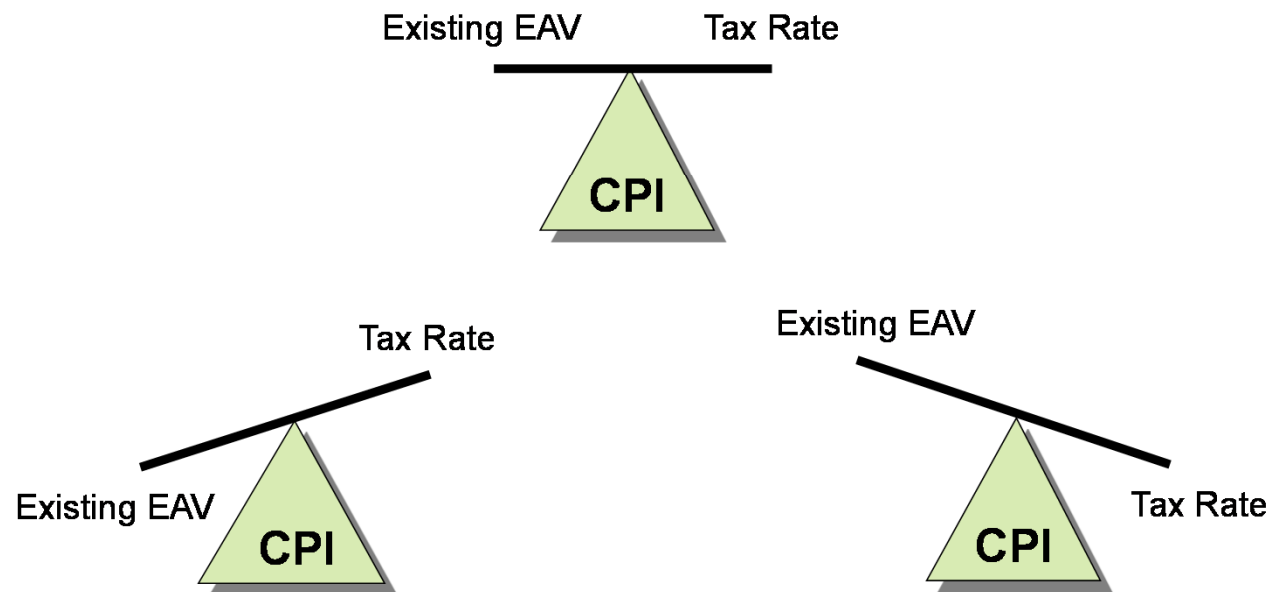 Existing EAV
Tax Rate
CPI
Tax Rate
Existing EAV
CPI
Existing EAV
Tax Rate
CPI